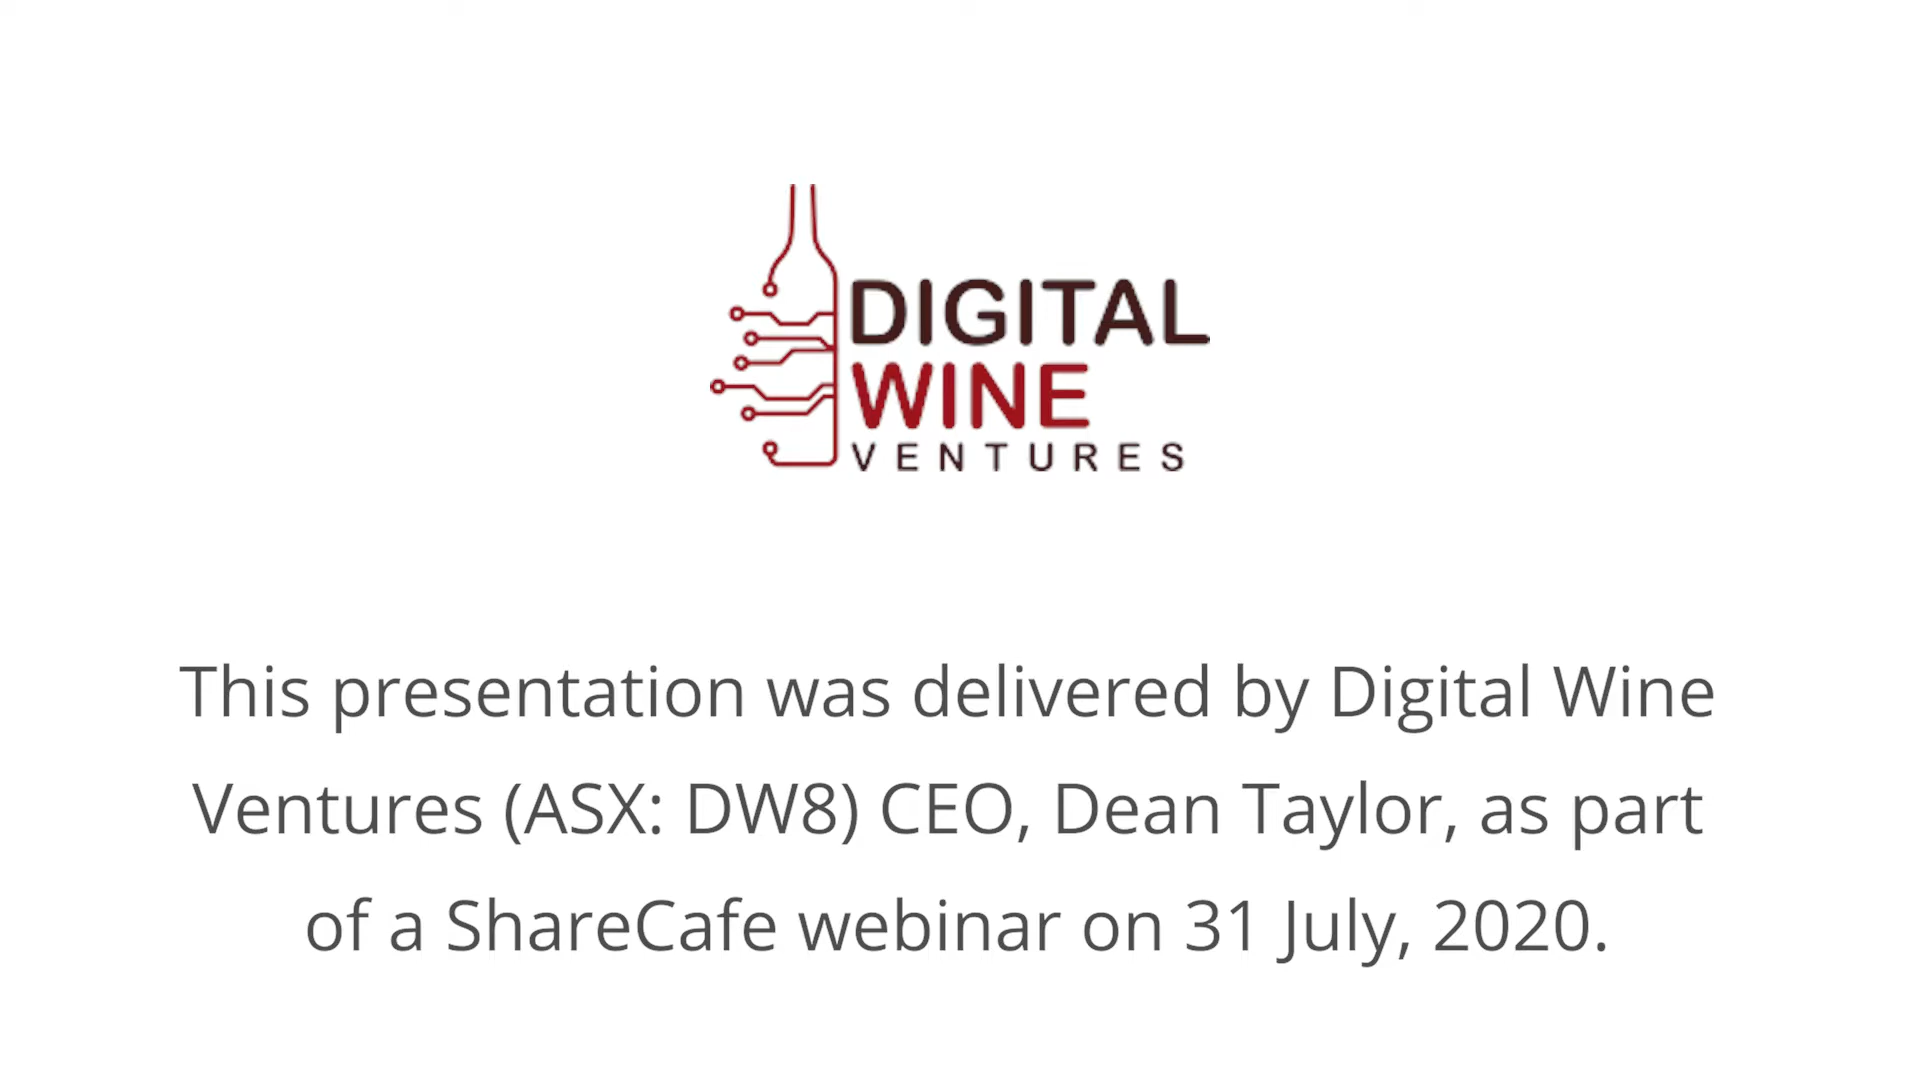 DIGITAL
WINE
VENTURES
This presentation was delivered by Digital Wine
Ventures (ASX: DW8) CEO, Dean Taylor, as part
of a ShareCafe webinar on 31 July, 2020.